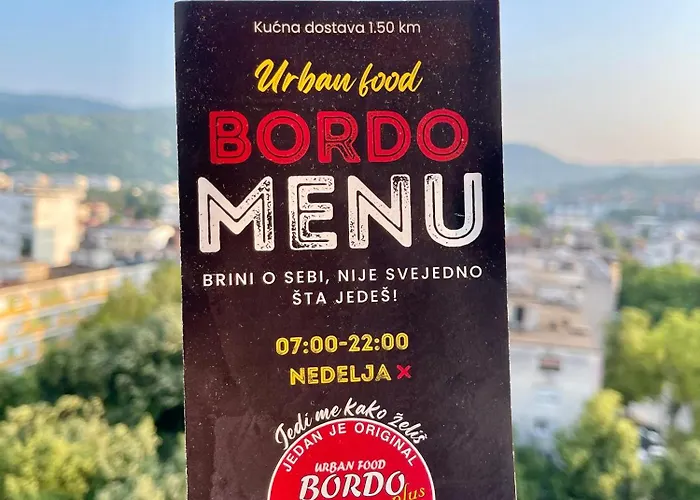 Kućna dostava 1.50 km
Urban food
BORDO
MENU
BRINI O SEBI, NIJE SVEJEDNO
ŠTA JEDEŠ!
07:00-22:00
NEDELJA X
Jedi me kako želiš
JEDAN JE ORIGINAL
URBAN FOOD
BORDO
plus